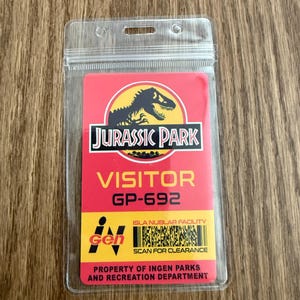 JURASSIC PARK
VISITOR
GP-692
ISLA NUBLAR FACILITY
InGen
SCAN FOR CLEARANCE
PROPERTY OF INGEN PARKS
AND RECREATION DEPARTMENT